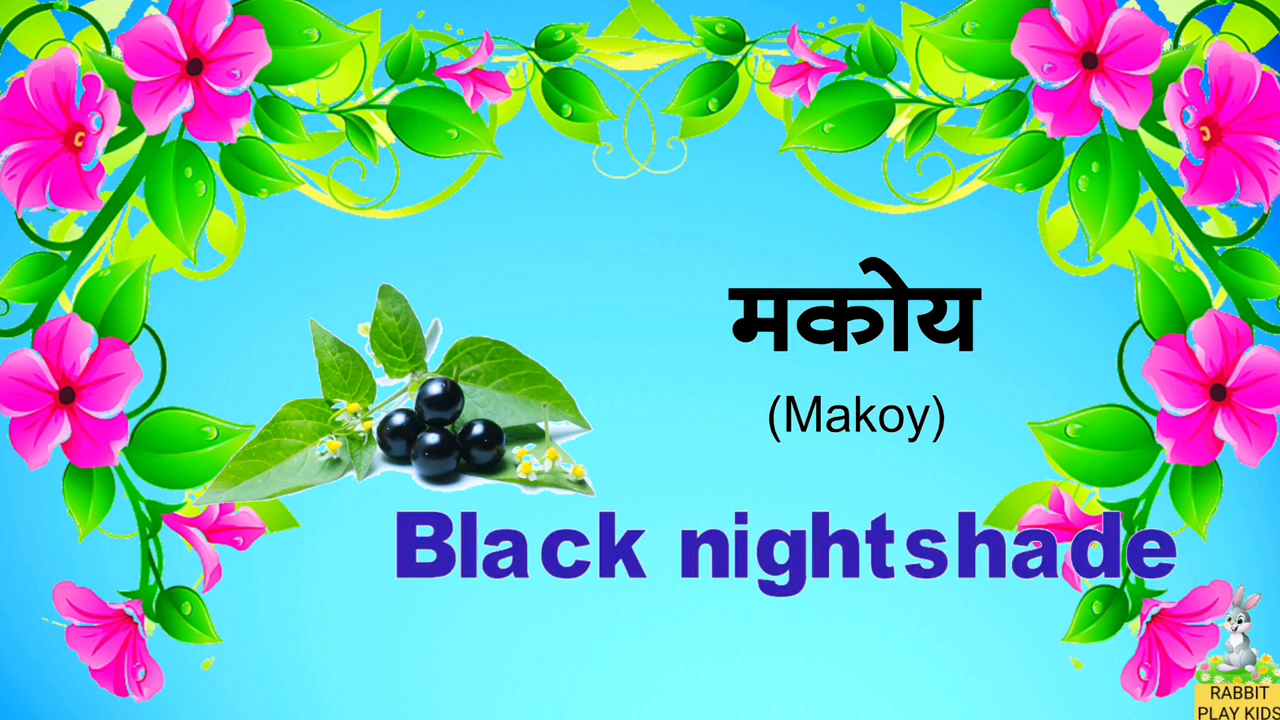 मकोय
(Makoy)
Black nightshade
RABBIT
PLAY KIDS